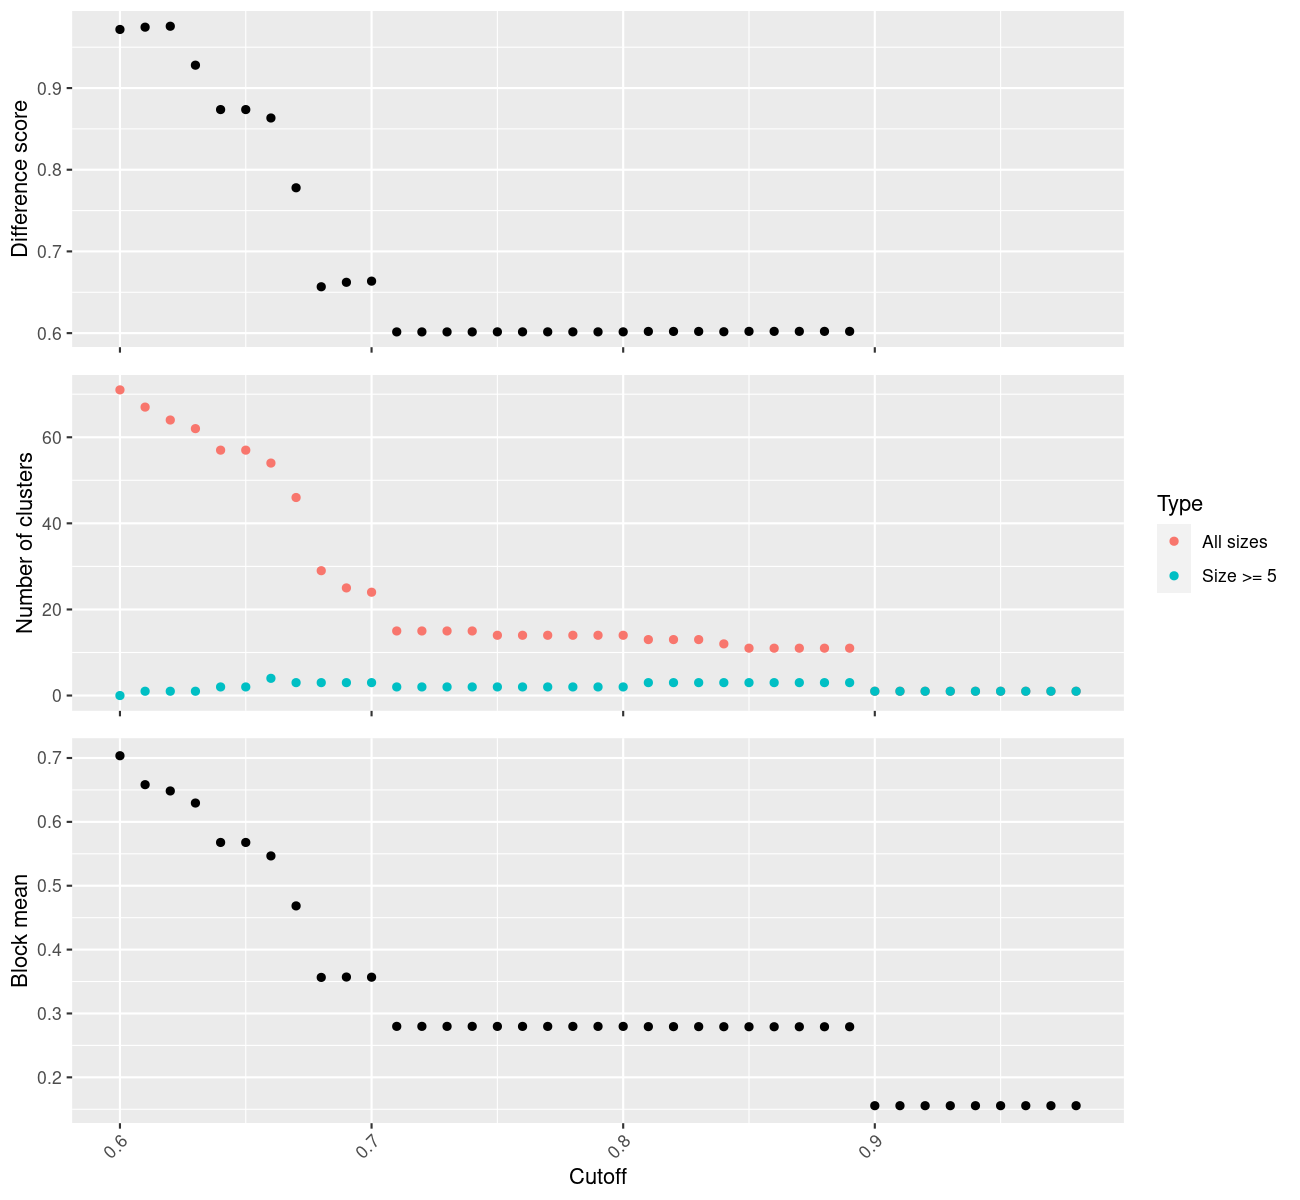 Difference score
0.9
0.8
0.7
0.6
Number of clusters
60
40
20
0
Type
All sizes
Size >= 5
Block mean
0.7
0.6
0.5
0.4
0.3
0.2
0.6
0.7
0.8
0.9
Cutoff